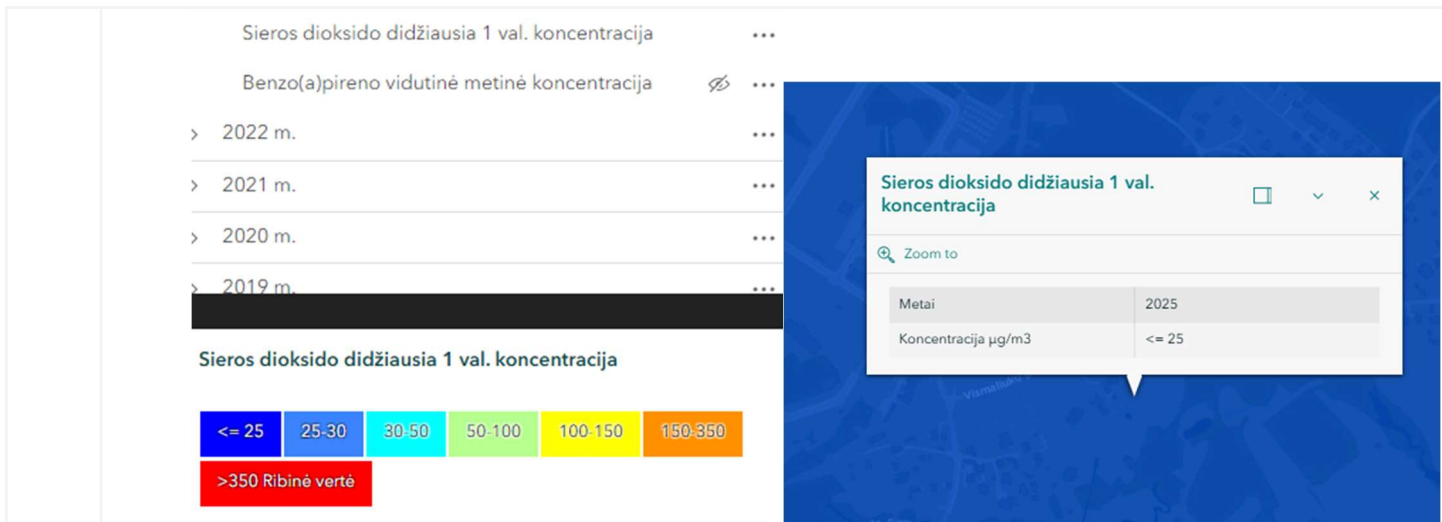 Sieros dioksido didžiausia 1 val. koncentracija
Benzo(a)pireno vidutinė metinė koncentracija
2022 m.
2021 m.
2020 m.
2019 m.
Sieros dioksido didžiausia 1 val. koncentracija
<= 25 25-30 30-50 50-100 100-150 150-350
>350 Ribinė vertė
Sieros dioksido didžiausia 1 val.
koncentracija
Zoom to
Metai 2025
Koncentracija µg/m3 <= 25